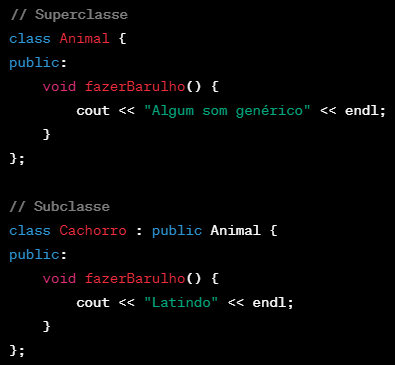 // Superclasse
class Animal {
public:
    void fazerBarulho() {
        cout << "Algum som genérico" << endl;
    }
};

// Subclasse
class Cachorro : public Animal {
public:
    void fazerBarulho() {
        cout << "Latindo" << endl;
    }
};